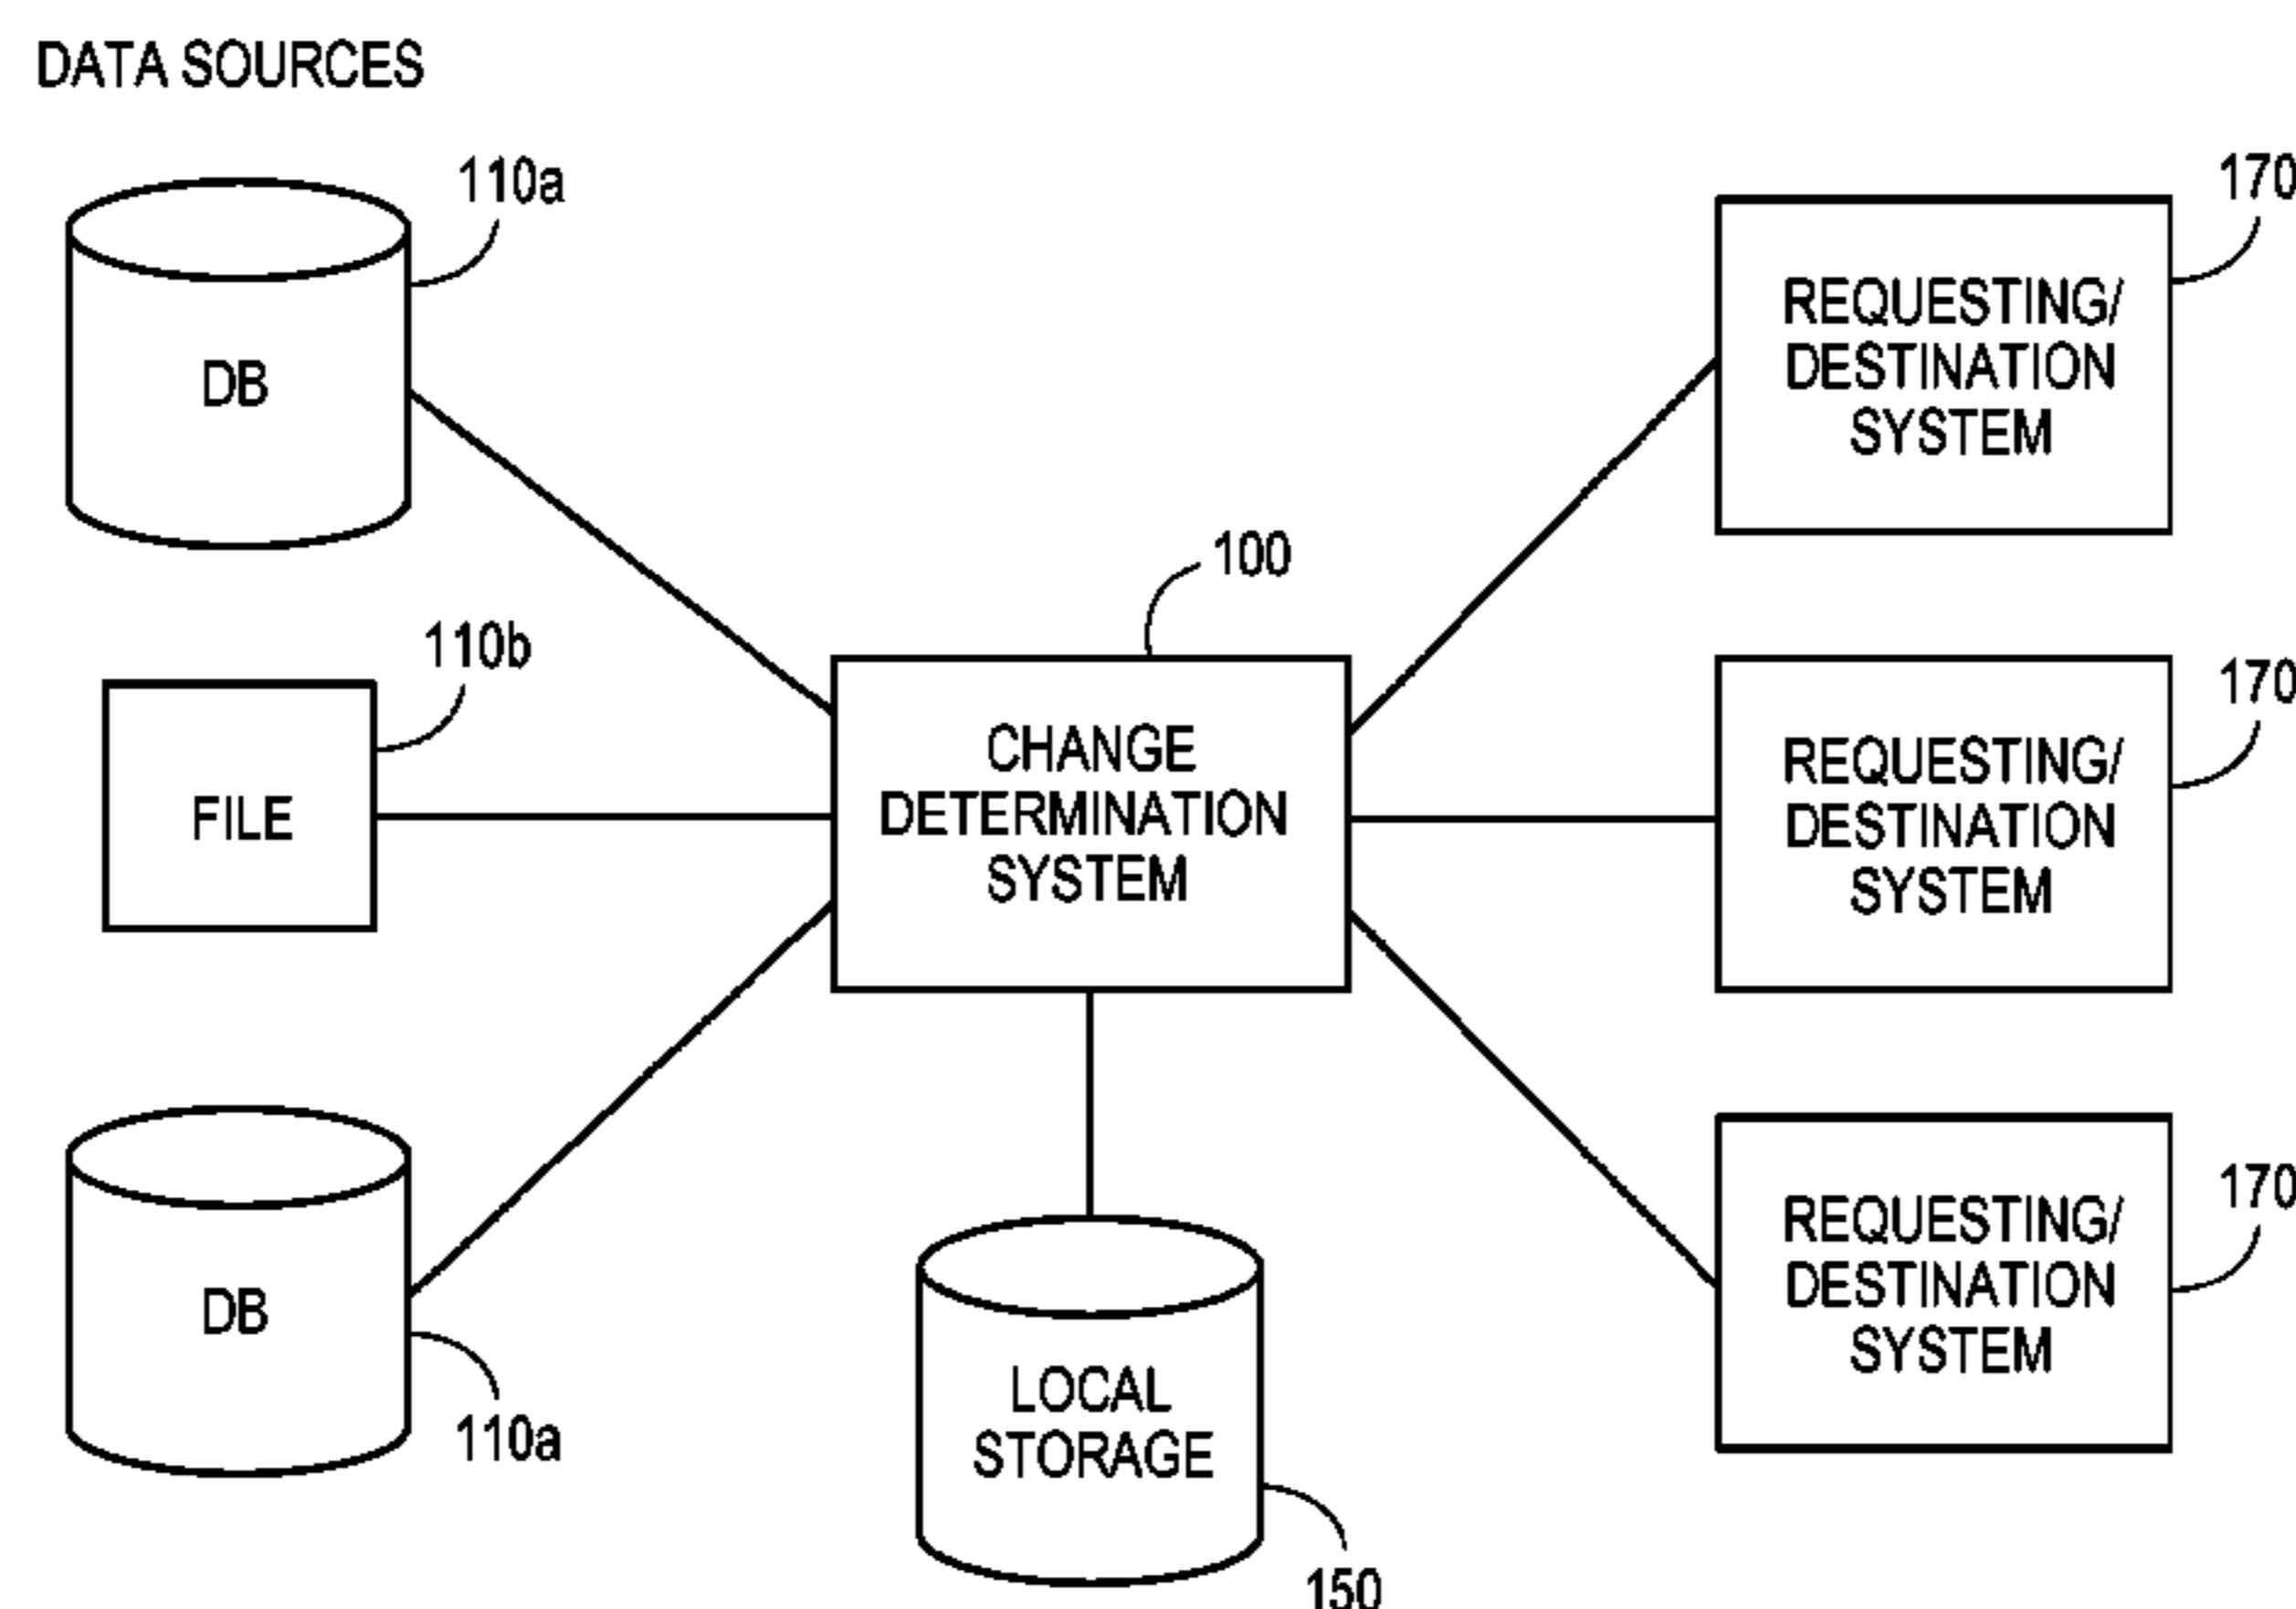 DATA SOURCES
110a
DB
170
REQUESTING/
DESTINATION
SYSTEM
100
110b
FILE
CHANGE
DETERMINATION
SYSTEM
170
REQUESTING/
DESTINATION
SYSTEM
DB
110a
LOCAL
STORAGE
150
170
REQUESTING/
DESTINATION
SYSTEM